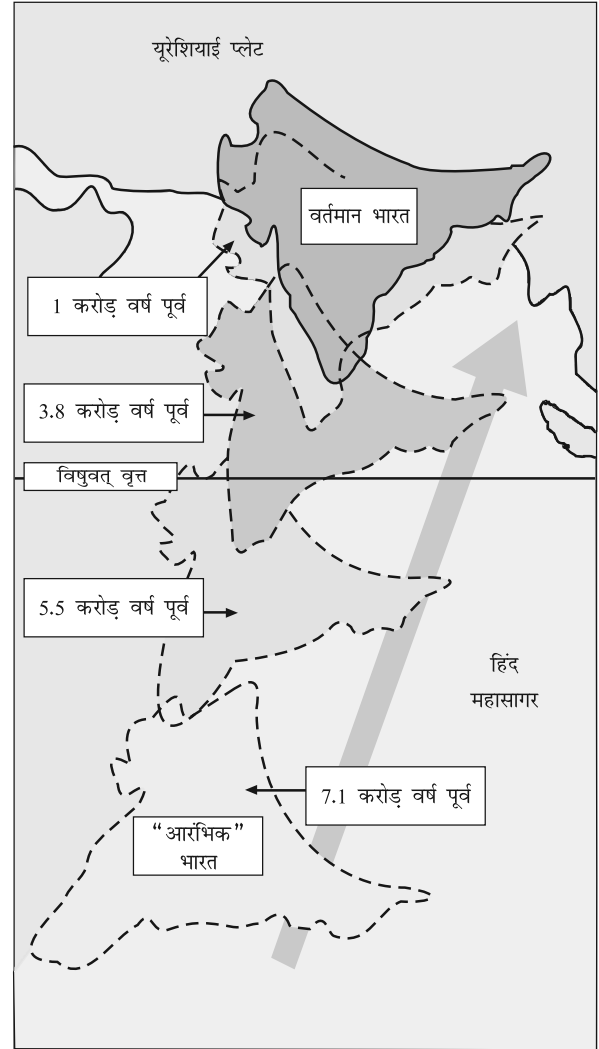 यूरेशियाई प्लेट
वर्तमान भारत
1 करोड़ वर्ष पूर्व
3.8 करोड़ वर्ष पूर्व
विषुवत् वृत्त
5.5 करोड़ वर्ष पूर्व
हिंद
महासागर
7.1 करोड़ वर्ष पूर्व
“आरंभिक”
भारत